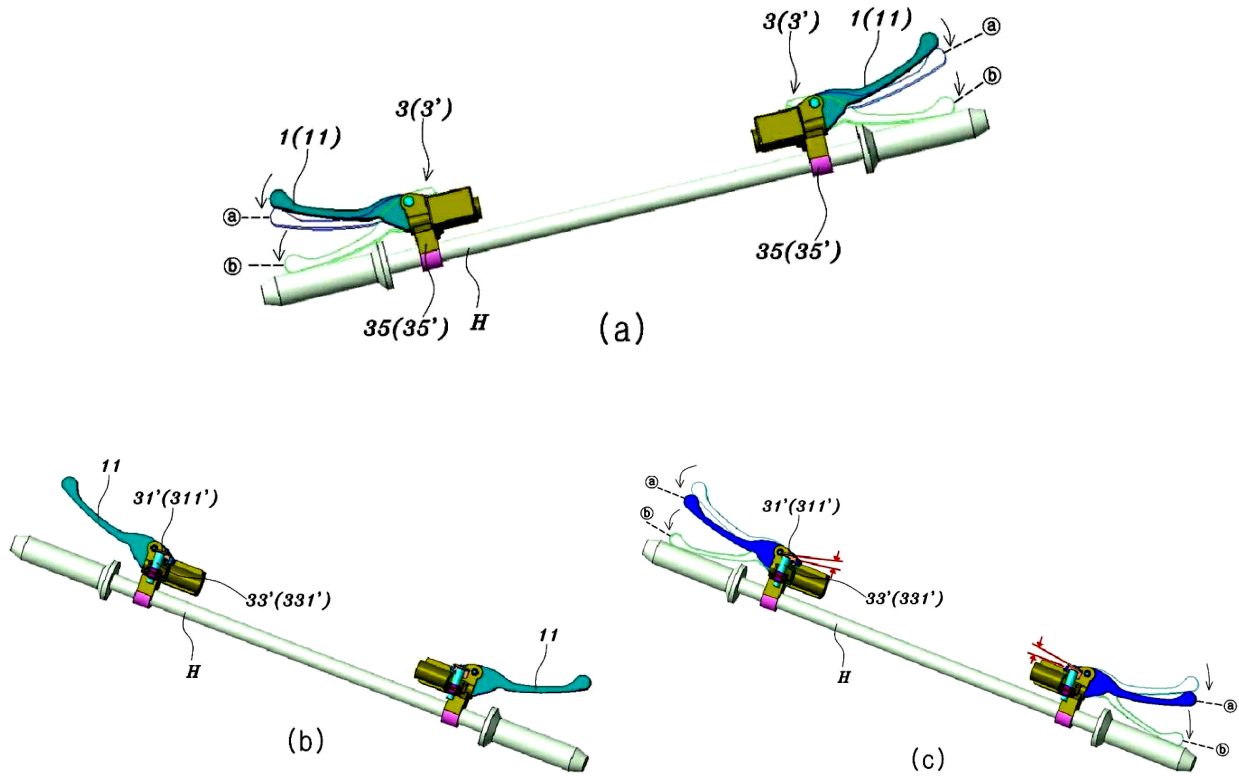 3(3') 1(11) ⓐ
ⓑ
3(3')
1(11)
ⓐ
ⓑ
35(35')
35(35') H
(a)
11
31'(311')
33'(331')
H
11
(b)
ⓐ
31'(311')
ⓑ
33'(331')
H
ⓐ
ⓑ
(c)